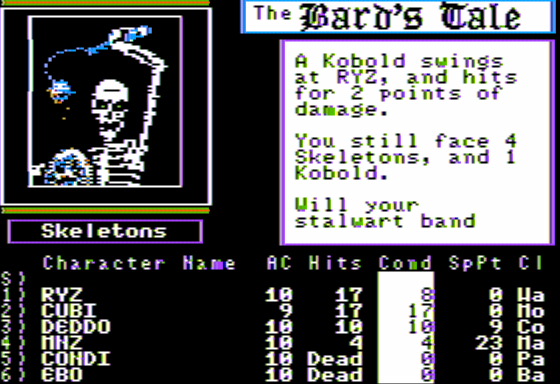 The Bard's Tale
A Kobold swings
at RYZ, and hits
for 2 points of
damage.
You still face 4
Skeletons, and 1
Kobold.
Will your
stalwart band
Skeletons
Character Name AC Hits Cond SpPt Cl
S)
1) RYZ 10 17 8 0 Wa
2) CUBI 9 17 17 0 Mo
3) DEDDO 10 10 10 9 Co
4) MNZ 10 4 4 23 Ma
5) CONDI 10 Dead 0 0 Pa
6) EBO 10 Dead 0 0 Ba